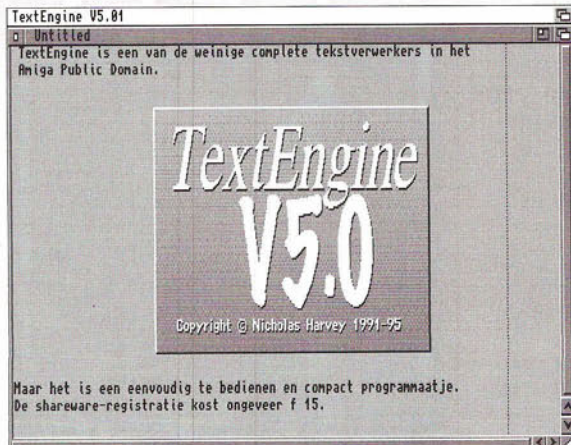 TextEngine V5.01
Untitled
TextEngine is een van de weinige complete tekstverwerkers in het
Amiga Public Domain.
TextEngine
V5.0
Copyright © Nicholas Harvey 1991-95
Maar het is een eenvoudig te bedienen en compact programmaatje.
De shareware-registratie kost ongeveer f 15.